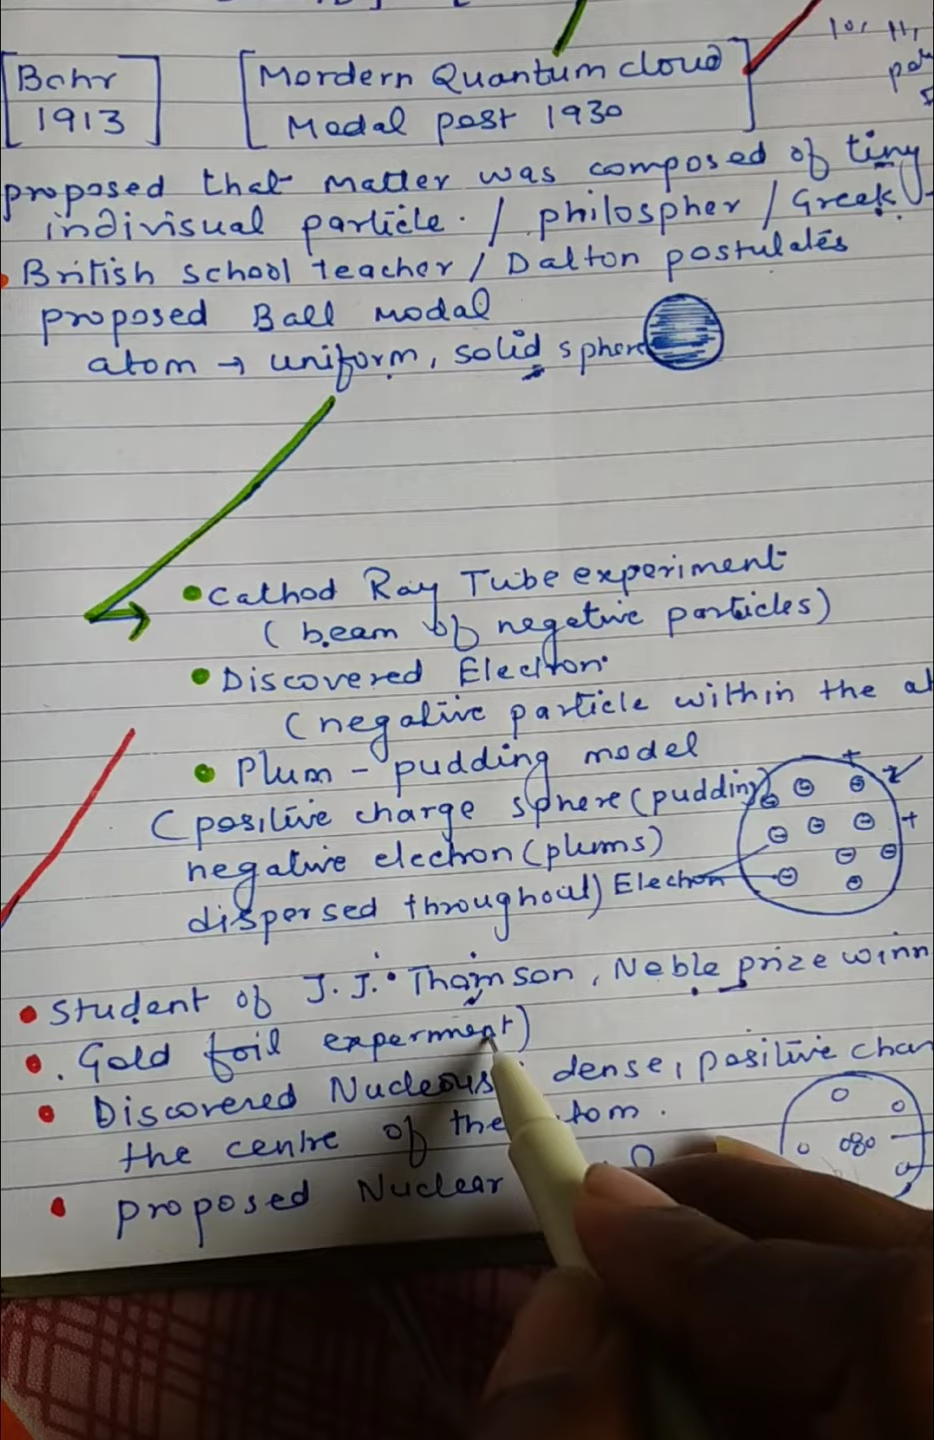 Bohr
1913
Mordern Quantum cloud
Modal post 1930
proposed that matter was composed of tiny
indivisual particle. / philospher / Greek
British school teacher / Dalton postulates
proposed Ball modal
atom → uniform, solid sphere
Cathod Ray Tube experiment
(beam of negative particles)
Discovered Electron.
(negative particle within the
Plum - pudding model
(positive charge sphere (pudding)
negative electron (plums)
dispersed throughout) Electron
Student of J.J. Thamson, Noble prize winn
Gold foil experment)
Discovered Nucleous dense, positive char
the centre of the atom.
proposed Nuclear